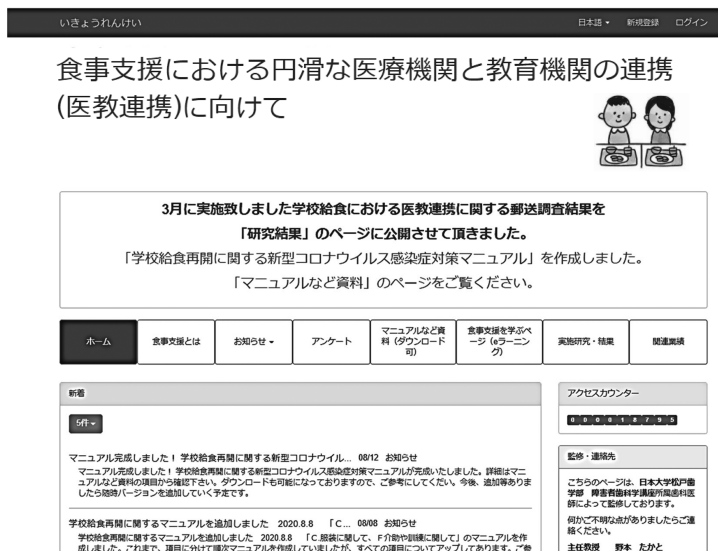 いきょうれんけい
日本語 新規登録 ログイン
食事支援における円滑な医療機関と教育機関の連携
(医教連携)に向けて
3月に実施致しました学校給食における医教連携に関する郵送調査結果を
「研究結果」のページに公開させて頂きました。
「学校給食再開に関する新型コロナウイルス感染症対策マニュアル」を作成しました。
「マニュアルなど資料」のページをご覧ください。
ホーム
食事支援とは
お知らせ
アンケート
マニュアルなど資
料（ダウンロード
可）
食事支援を学ぶペ
ージ（eラーニン
グ）
実施研究・結果
関連業績
新着
5件
マニュアル完成しました！ 学校給食再開に関する新型コロナウイル... 08/12 お知らせ
マニュアル完成しました！ 学校給食再開に関する新型コロナウイルス感染症対策マニュアルが完成いたしました。詳細はマニ
ュアルなど資料の項目から確認下さい。ダウンロードも可能になっておりますので、ご参考にしてください。今後、追加等ありま
したら随時バージョンを追加していく予定です。
学校給食再開に関するマニュアルを追加しました 2020.8.8 「C... 08/08 お知らせ
学校給食再開に関するマニュアルを追加しました 2020.8.8 「C.服装に関して、F介助や訓練に関して」のマニュアルを作
成しました。これまで、項目に分けて順次マニュアルを作成していましたが、すべての項目についてアップしてあります。ご参
アクセスカウンター
0 0 0 0 1 8 7 9 5
監修・連絡先
こちらのページは、日本大学松戸歯
学部 障害者歯科学講座所属歯科医
師によって監修しております。
何かご不明な点がありましたらご連
絡ください。
主任教授 野本 たかと